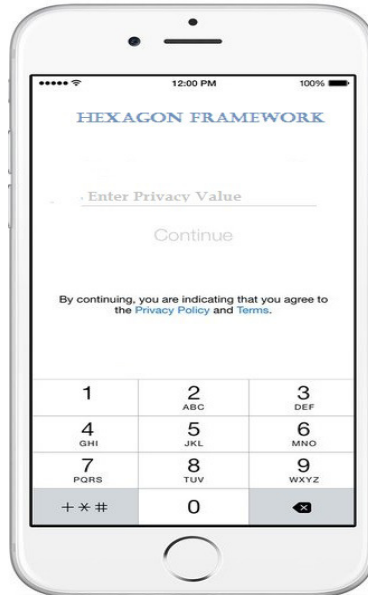 12:00 PM 100%
HEXAGON FRAMEWORK
Enter Privacy Value
Continue
By continuing, you are indicating that you agree to
the Privacy Policy and Terms.
1 2 3
ABC DEF
4 5 6
GHI JKL MNO
7 8 9
PQRS TUV WXYZ
+*# 0